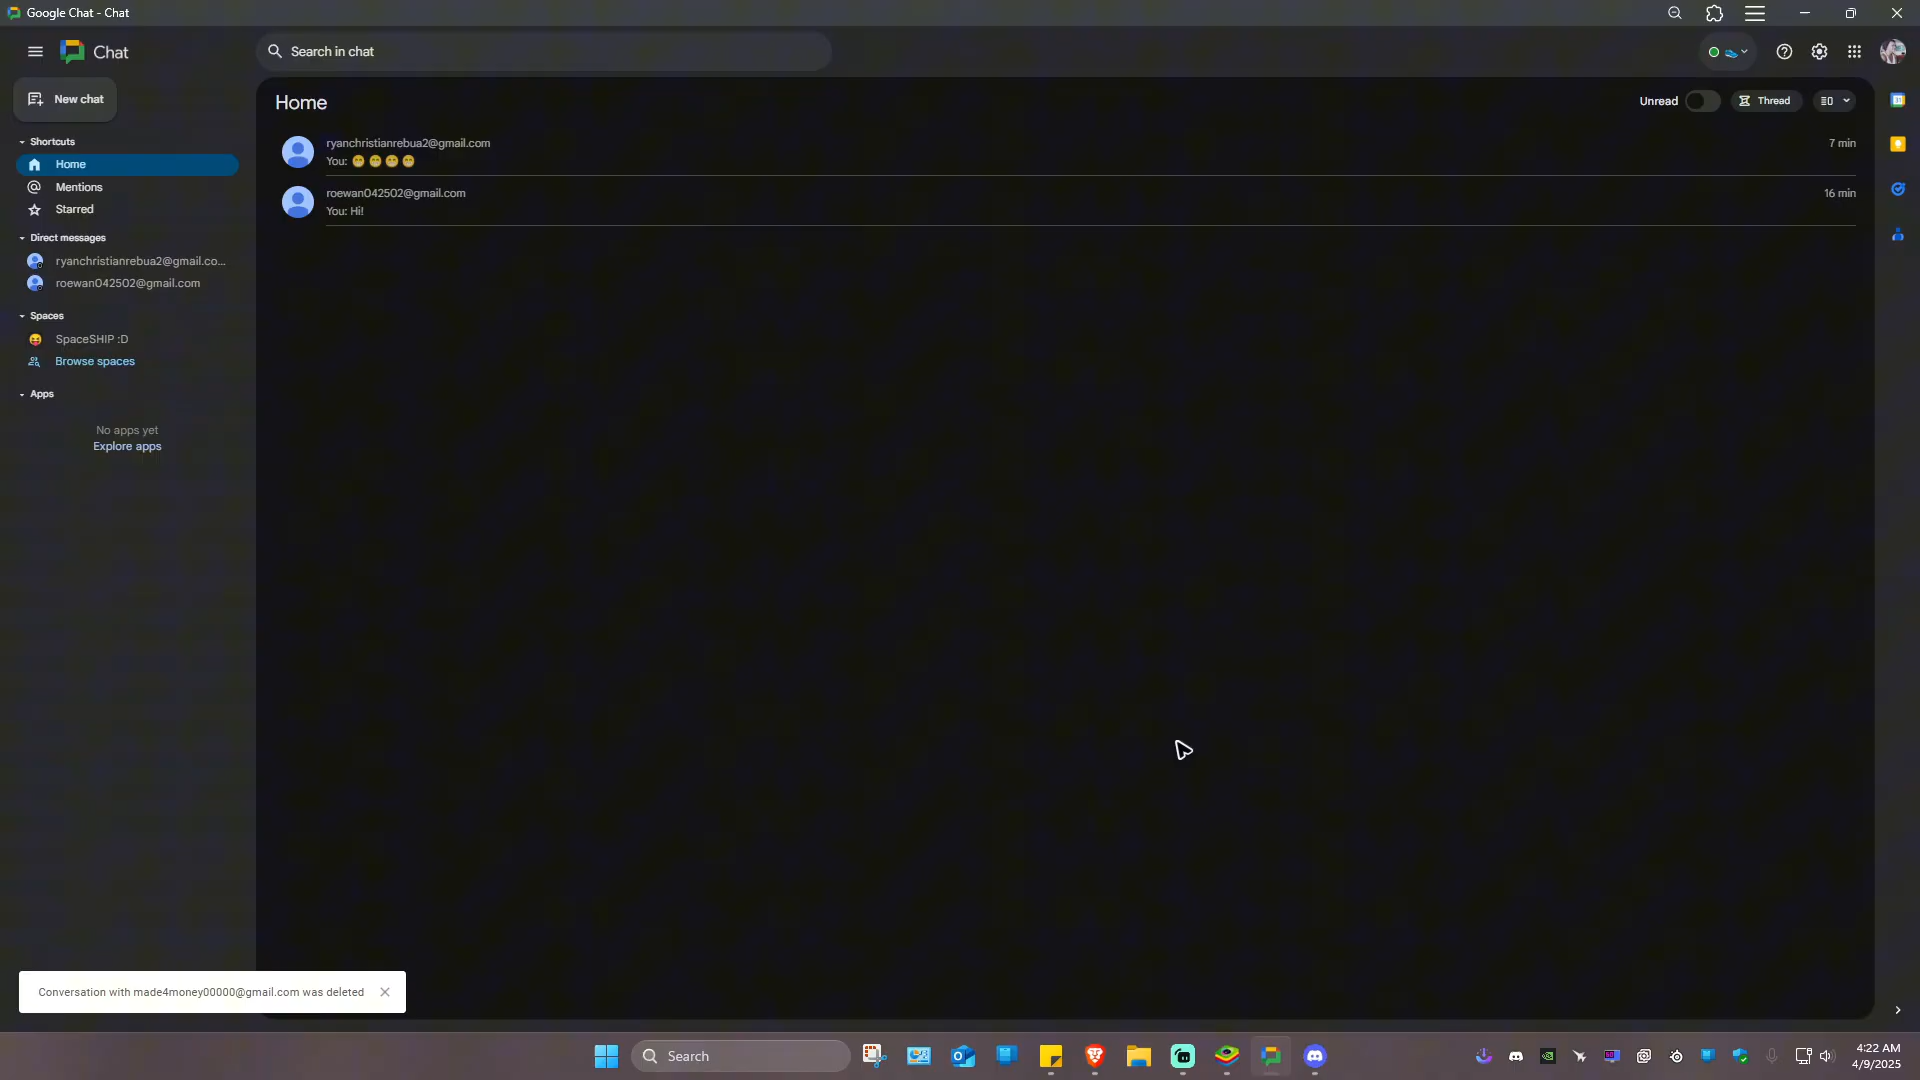 Google Chat - Chat
Chat
Search in chat
New chat
Shortcuts
Home
Mentions
Starred
Direct messages
ryanchristianrebua2@gmail.co...
roewan042502@gmail.com
Spaces
SpaceSHIP :D
Browse spaces
Apps
No apps yet
Explore apps
Home
Unread
Thread
ryanchristianrebua2@gmail.com
7 min
You: 😁 😁 😁 😁
roewan042502@gmail.com
16 min
You: Hi!
Conversation with made4money00000@gmail.com was deleted
Search
4:22 AM
4/9/2025